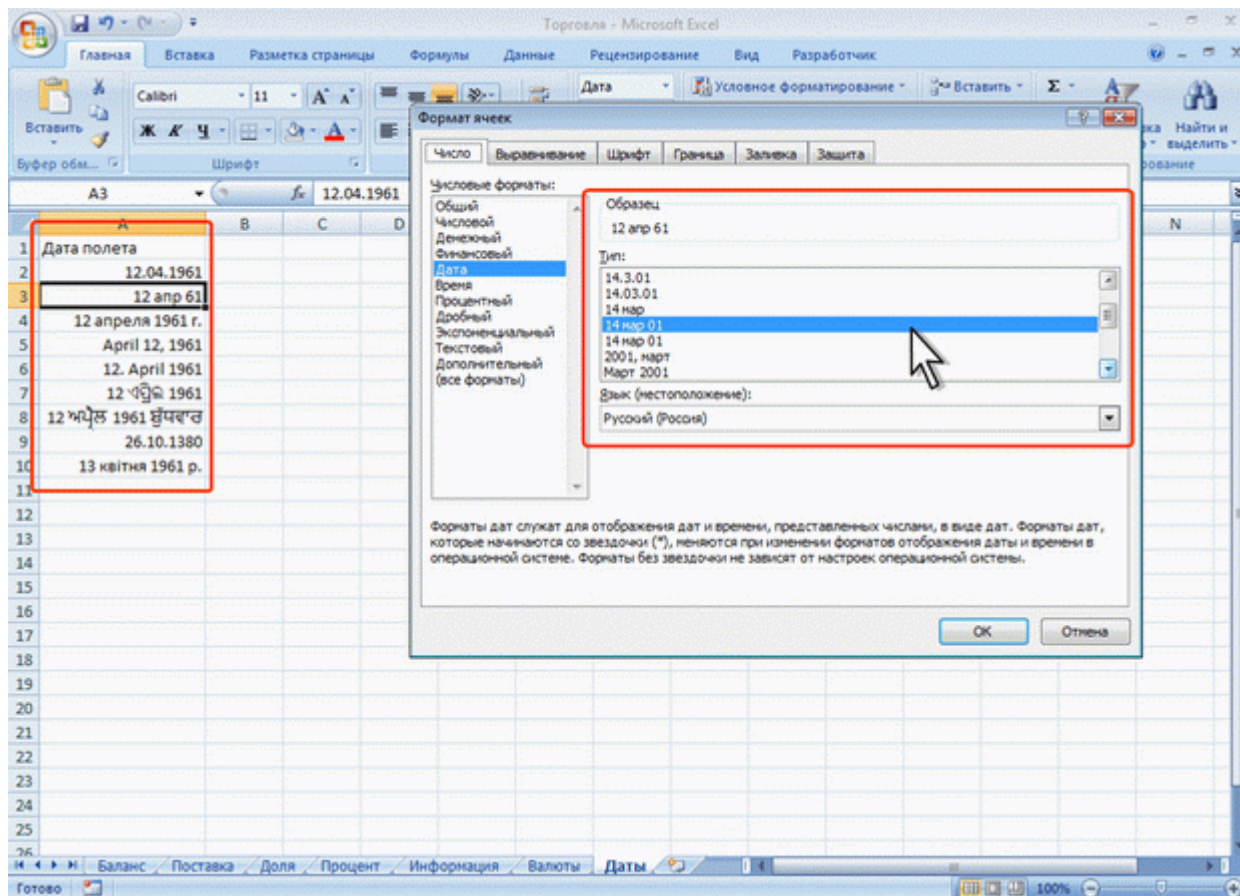 Торговля - Microsoft Excel
Главная Вставка Разметка страницы Формулы Данные Рецензирование Вид Разработчик
Вставить
Буфер обм...
Calibri 11
Ж К Ч
Шрифт
Дата
Условное форматирование
Вставить
Σ
Найти и выделить
A3 fx 12.04.1961
A B C D N
1 Дата полета
2 12.04.1961
3 12 апр 61
4 12 апреля 1961 г.
5 April 12, 1961
6 12. April 1961
7 12 ଏପ୍ରିଲ 1961
8 12 ਅਪ੍ਰੈਲ 1961 ਬੁੱਧਵਾਰ
9 26.10.1380
10 13 квітня 1961 р.
11
12
13
14
15
16
17
18
19
20
21
22
23
24
25
26
Формат ячеек
Число Выравнивание Шрифт Граница Заливка Защита
Числовые форматы:
Общий
Числовой
Денежный
Финансовый
Дата
Время
Процентный
Дробный
Экспоненциальный
Текстовый
Дополнительный
(все форматы)
Образец
12 апр 61
Тип:
14.3.01
14.03.01
14 мар
14 мар 01
14 мар 01
2001, март
Март 2001
Язык (местоположение):
Русский (Россия)
Форматы дат служат для отображения дат и времени, представленных числами, в виде дат. Форматы дат,
которые начинаются со звездочки (*), меняются при изменении форматов отображения даты и времени в
операционной системе. Форматы без звездочки не зависят от настроек операционной системы.
OK Отмена
Баланс Поставка Доля Процент Информация Валюты Даты
Готово 100%